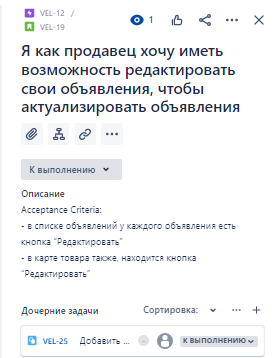 VEL-12 /
VEL-19
1
Я как продавец хочу иметь
возможность редактировать
свои объявления, чтобы
актуализировать объявления
К выполнению
Описание
Acceptance Criteria:
- в списке объявлений у каждого объявления есть
кнопка "Редактировать"
- в карте товара также, находится кнопка
"Редактировать"
Дочерние задачи
Сортировка:
VEL-25 Добавить ... К ВЫПОЛНЕНИЮ